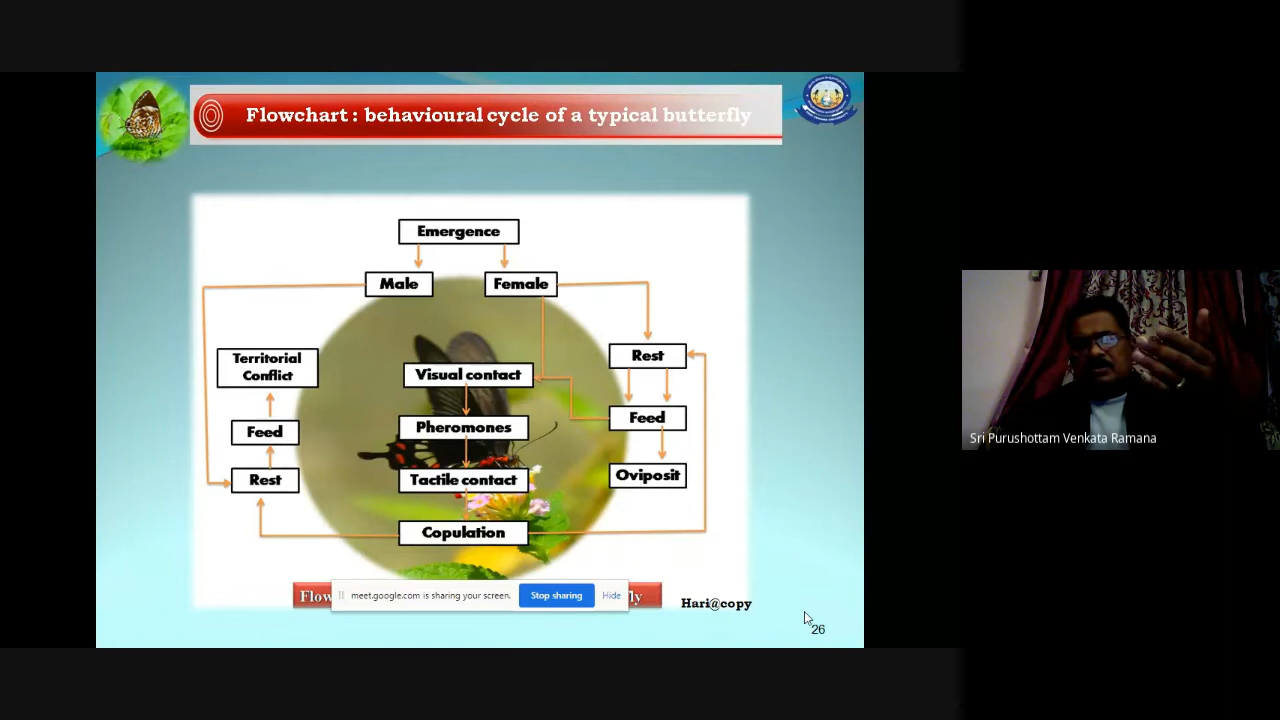 Flowchart : behavioural cycle of a typical butterfly
Emergence
Male
Female
Territorial
Conflict
Visual contact
Rest
Feed
Pheromones
Feed
Rest
Tactile contact
Oviposit
Copulation
meet.google.com is sharing your screen.
Stop sharing
Hide
Hari@copy
26
Sri Purushottam Venkata Ramana